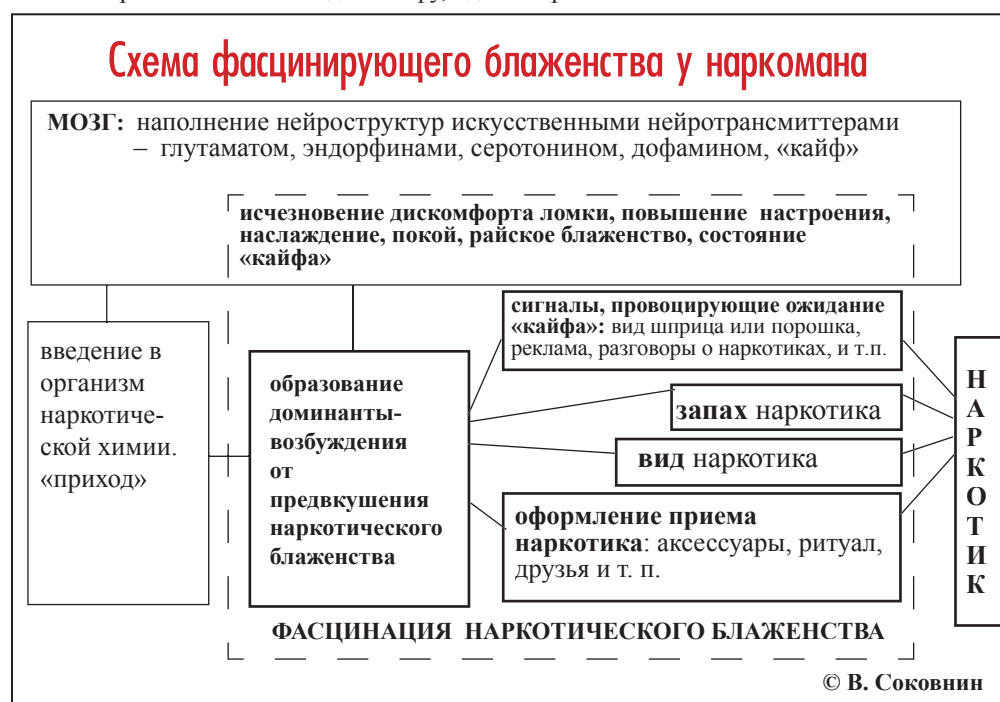 Схема фасцинирующего блаженства у наркомана
МОЗГ: наполнение нейроструктур искусственными нейротрансмиттерами
– глутаматом, эндорфинами, серотонином, дофамином, «кайф»
исчезновение дискомфорта ломки, повышение настроения,
наслаждение, покой, райское блаженство, состояние
«кайфа»
введение в
организм
наркотиче-
ской химии.
«приход»
образование
доминанты-
возбуждения
от
предвкушения
наркотического
блаженства
сигналы, провоцирующие ожидание
«кайфа»: вид шприца или порошка,
реклама, разговоры о наркотиках, и т.п.
запах наркотика
вид наркотика
оформление приема
наркотика: аксессуары, ритуал,
друзья и т. п.
Н
А
Р
К
О
Т
И
К
ФАСЦИНАЦИЯ НАРКОТИЧЕСКОГО БЛАЖЕНСТВА
© В. Соковнин